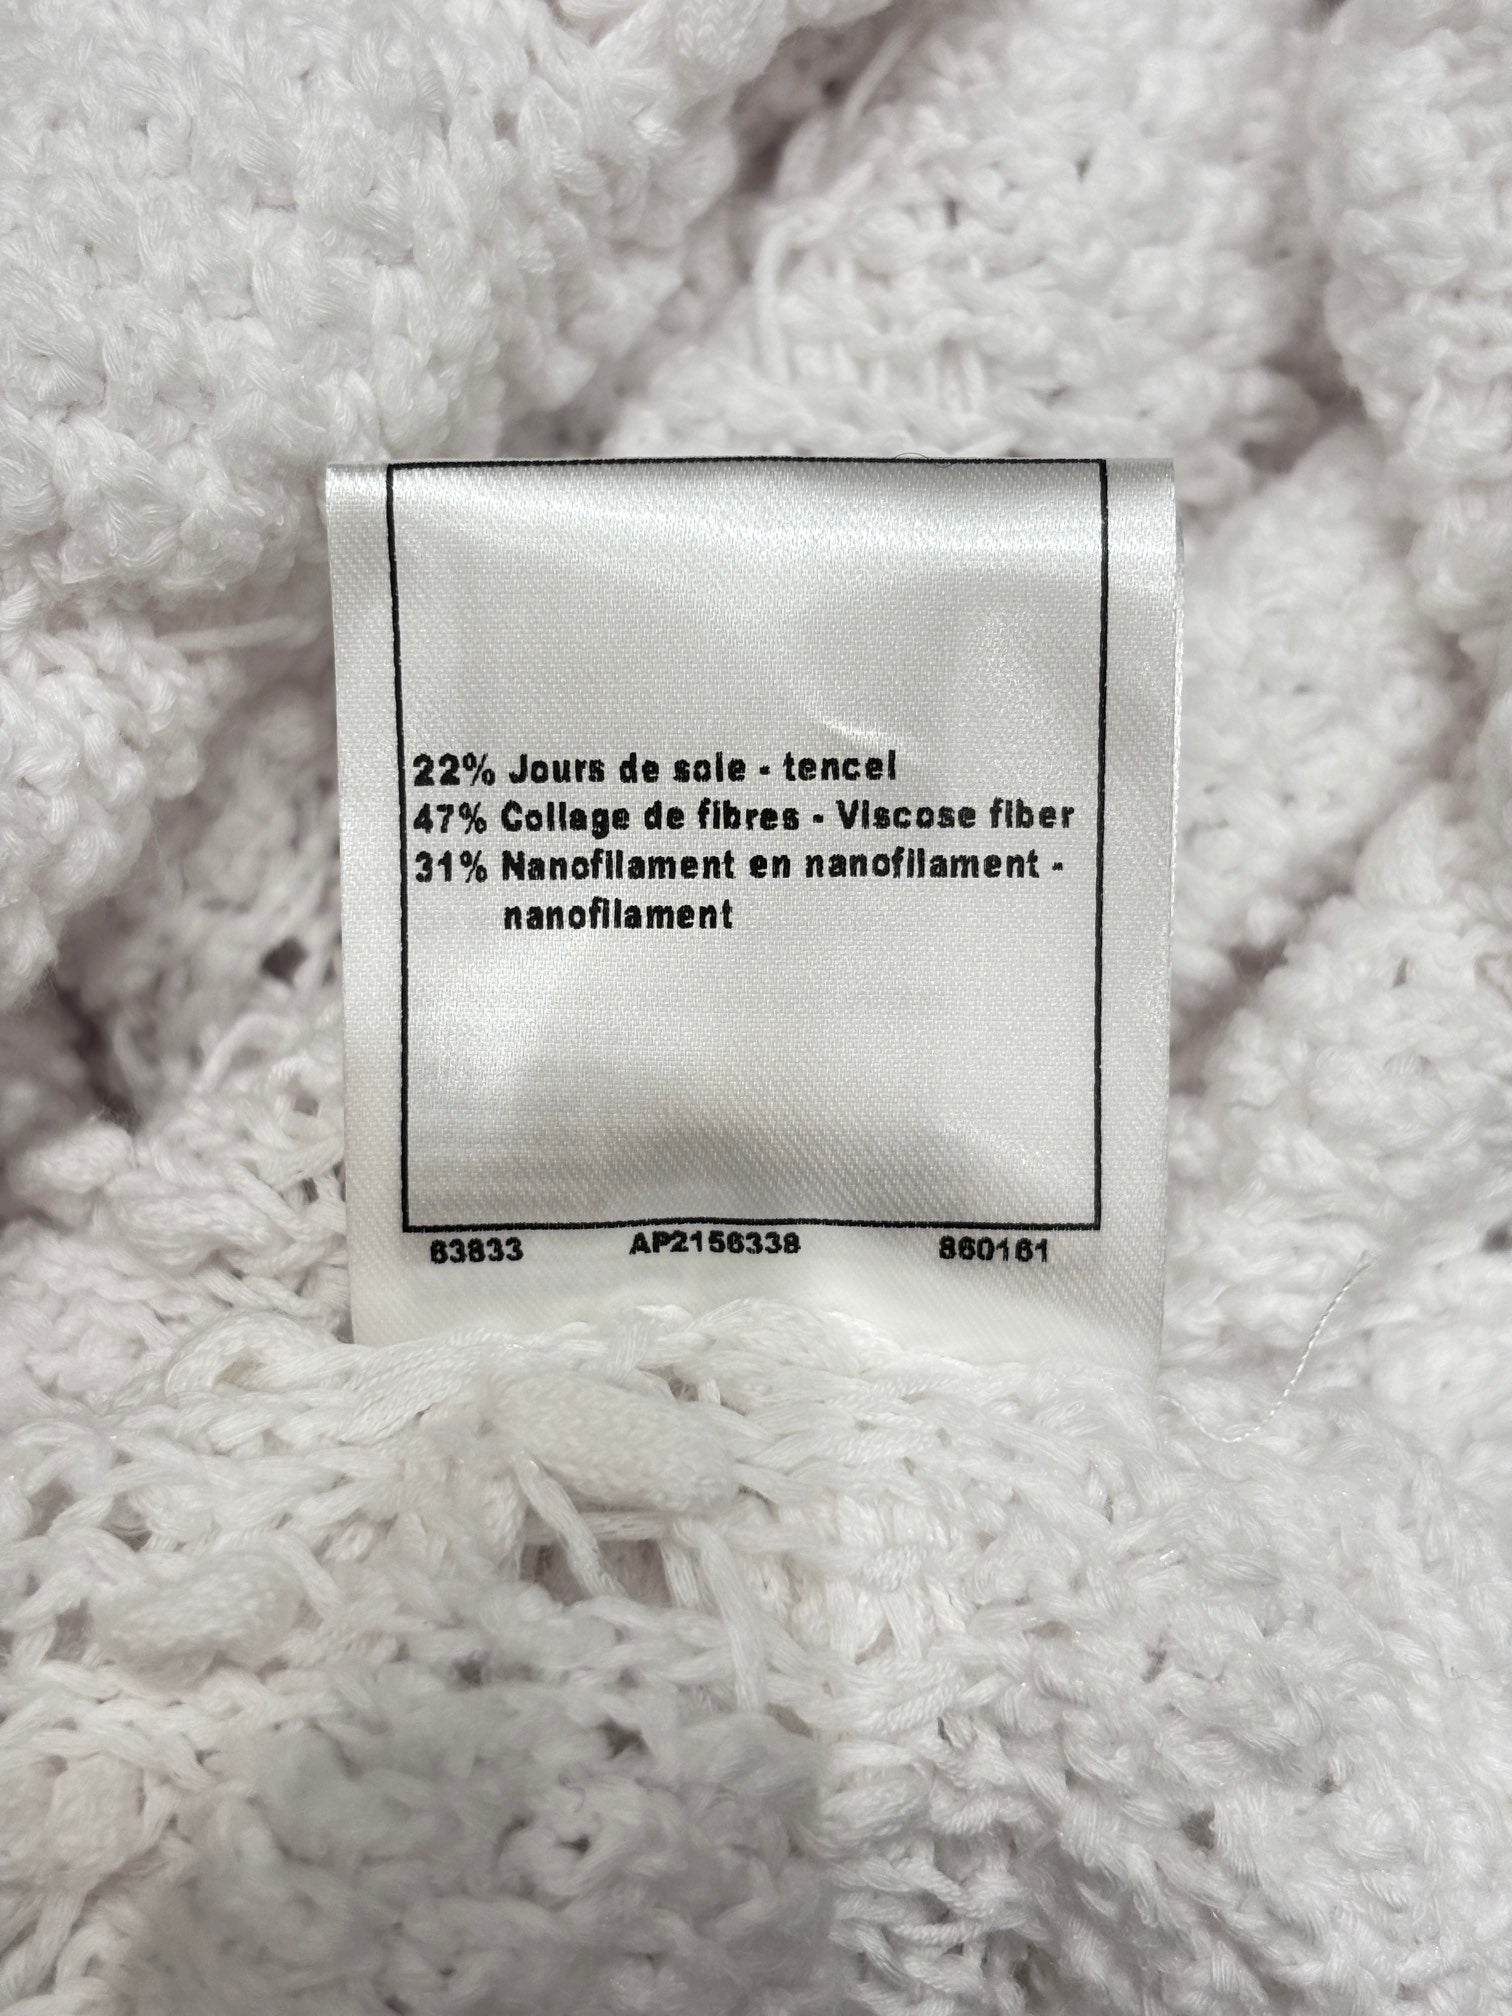 22% Jours de soie - tencel
47% Collage de fibres - Viscose fiber
31% Nanofilament en nanofilament -
nanofilament
63833 AP2156338 860161